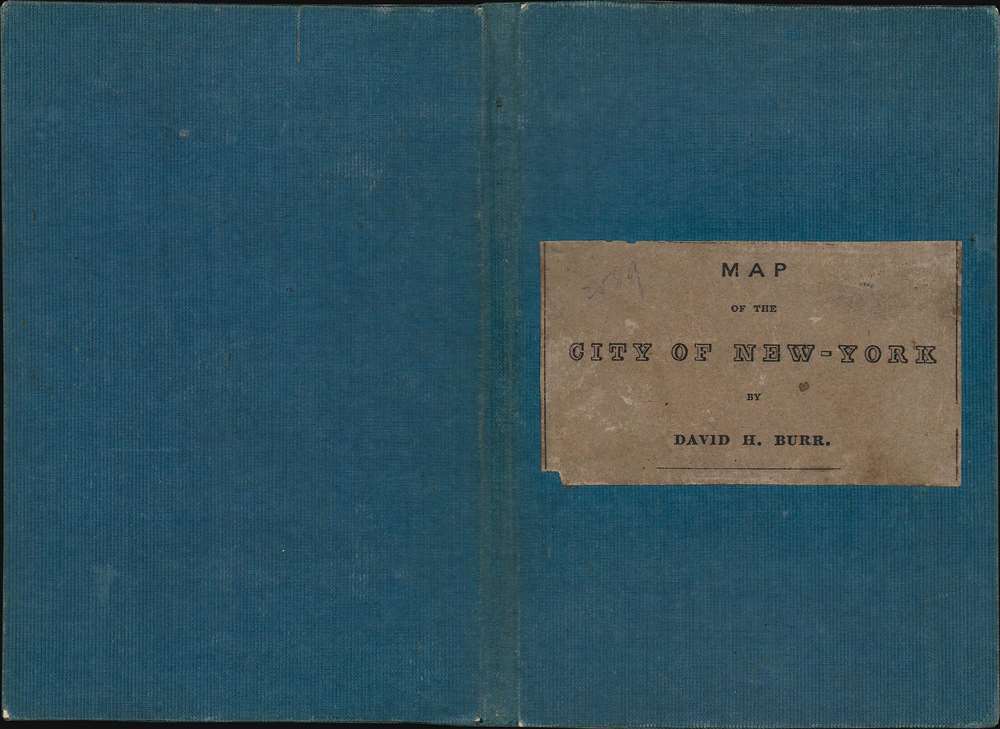 MAP
OF THE
CITY OF NEW-YORK
BY
DAVID H. BURR.